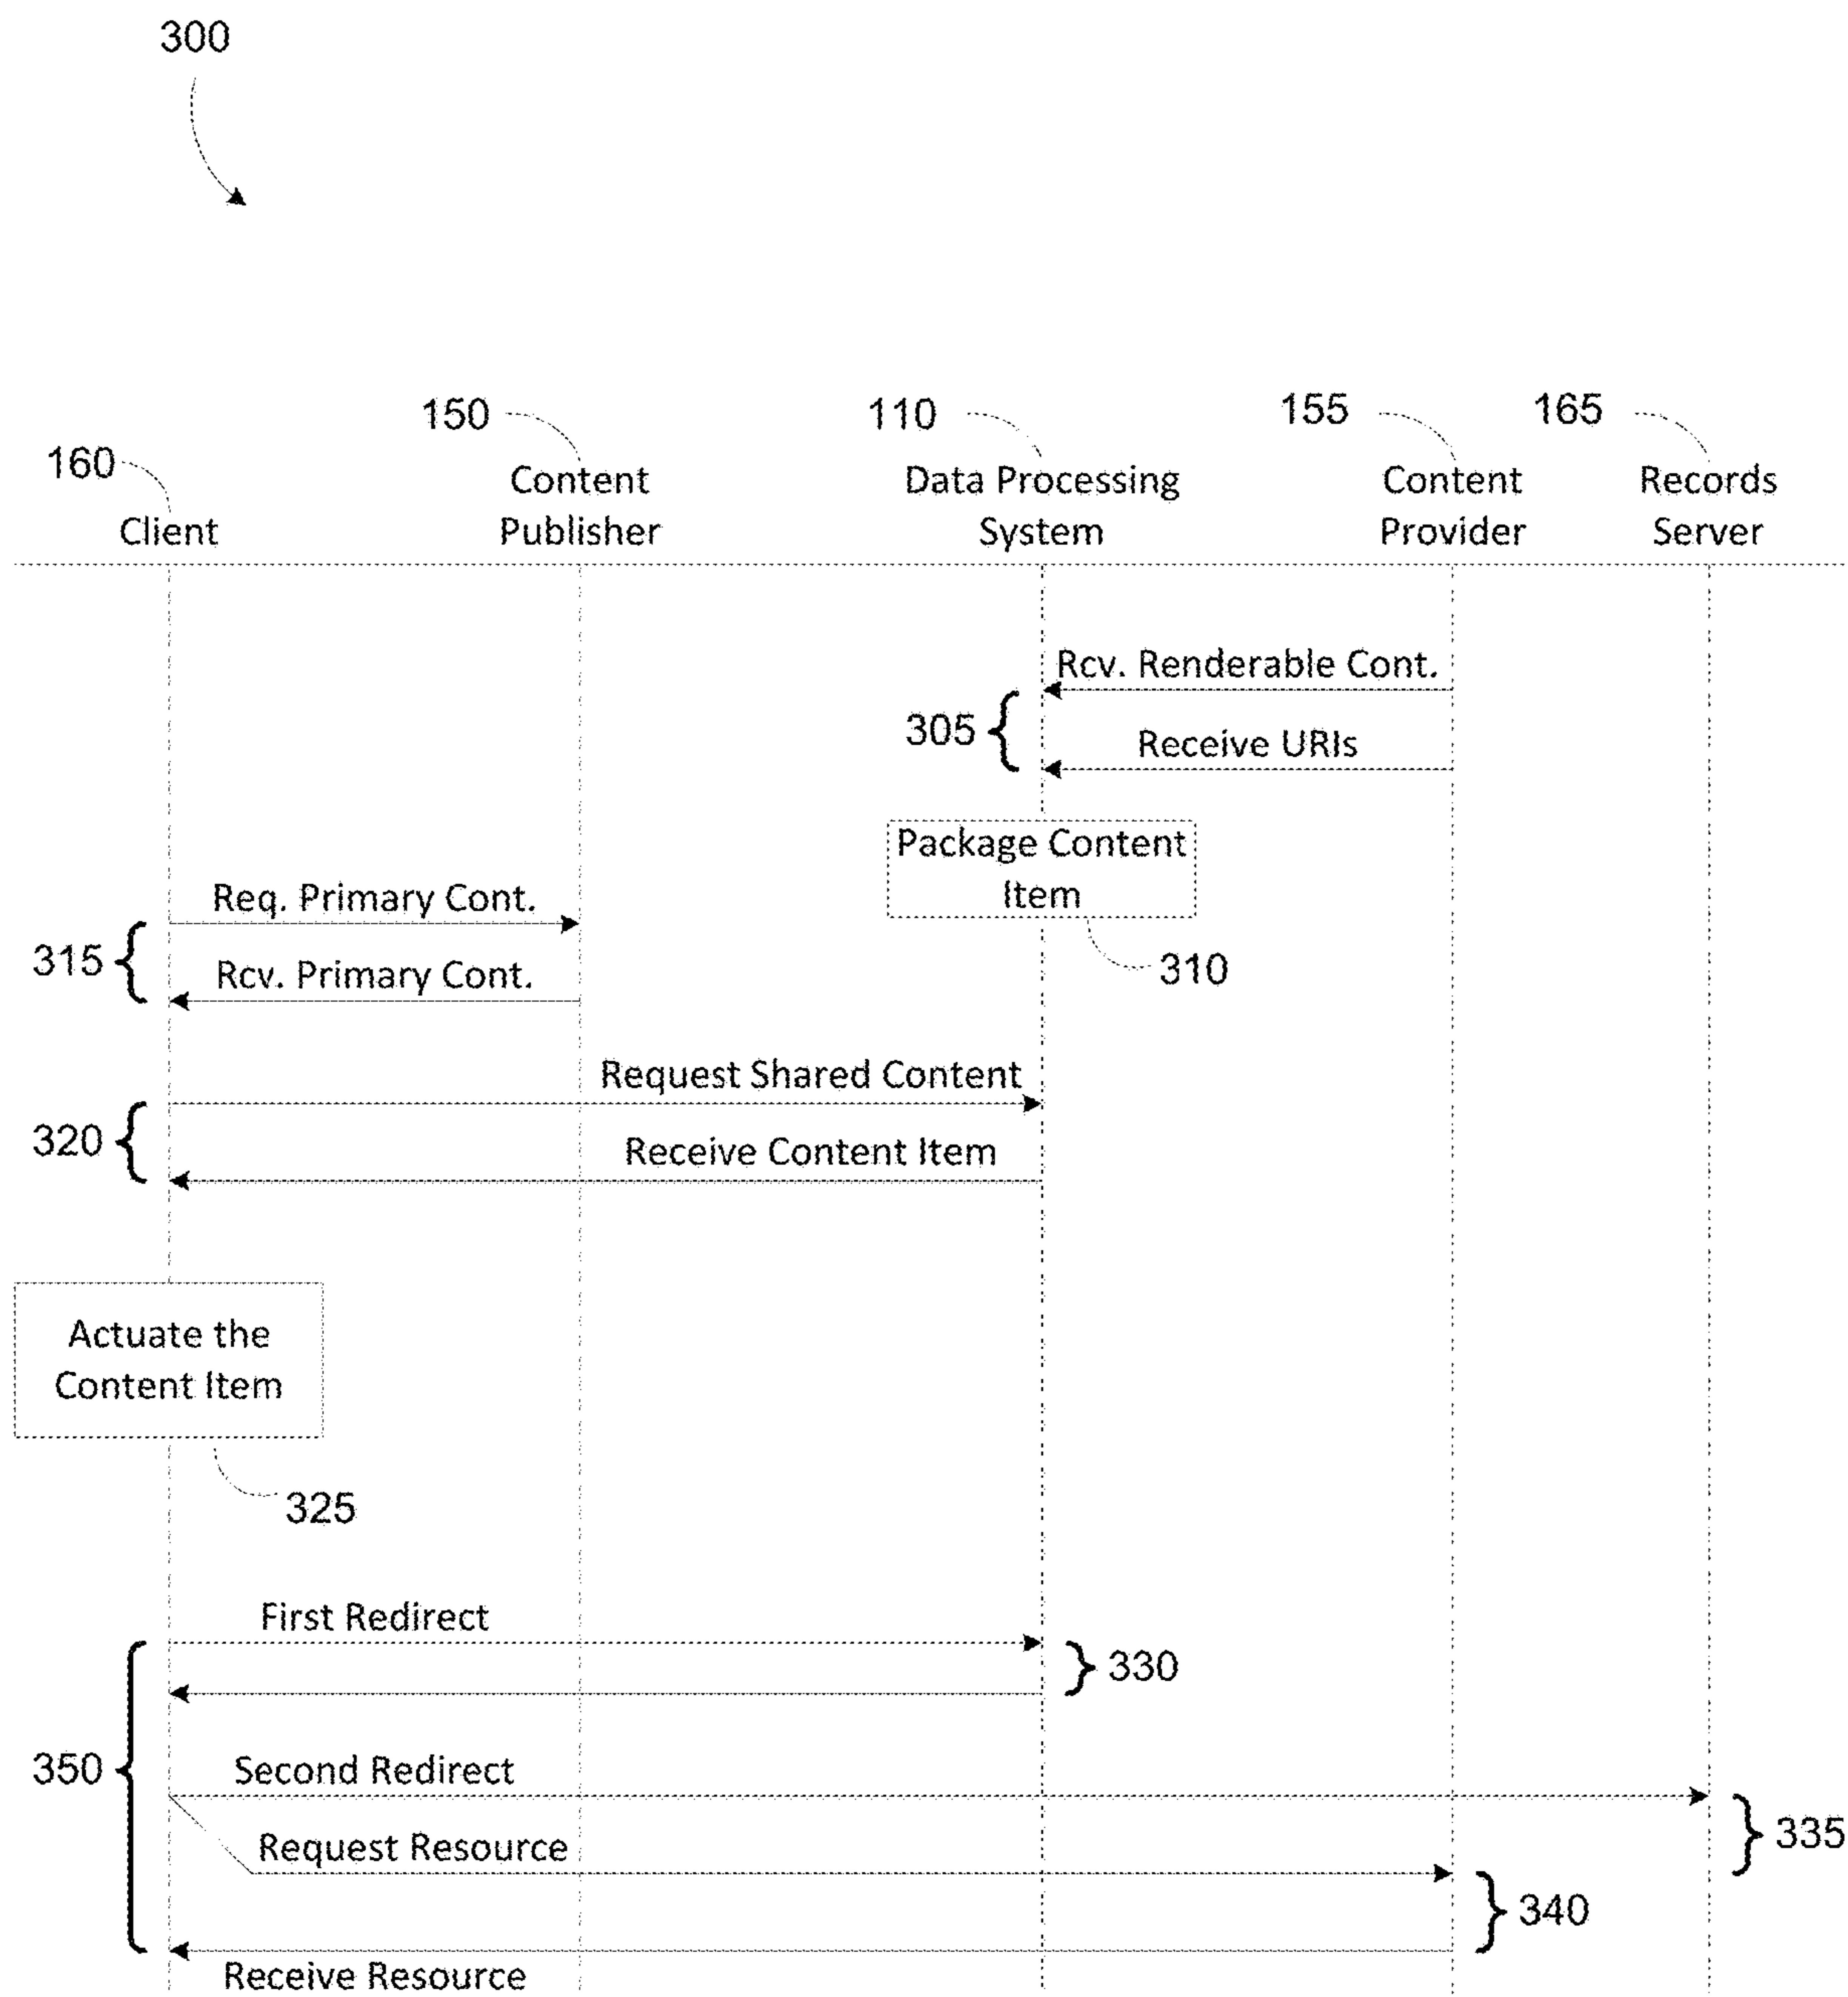 300
150
110
155
165
160
Content
Data Processing
Content
Records
Client
Publisher
System
Provider
Server
Rcv. Renderable Cont.
305
Receive URIs
Package Content
Item
310
Req. Primary Cont.
315
Rcv. Primary Cont.
Request Shared Content
320
Receive Content Item
Actuate the
Content Item
325
First Redirect
330
350
Second Redirect
335
Request Resource
340
Receive Resource